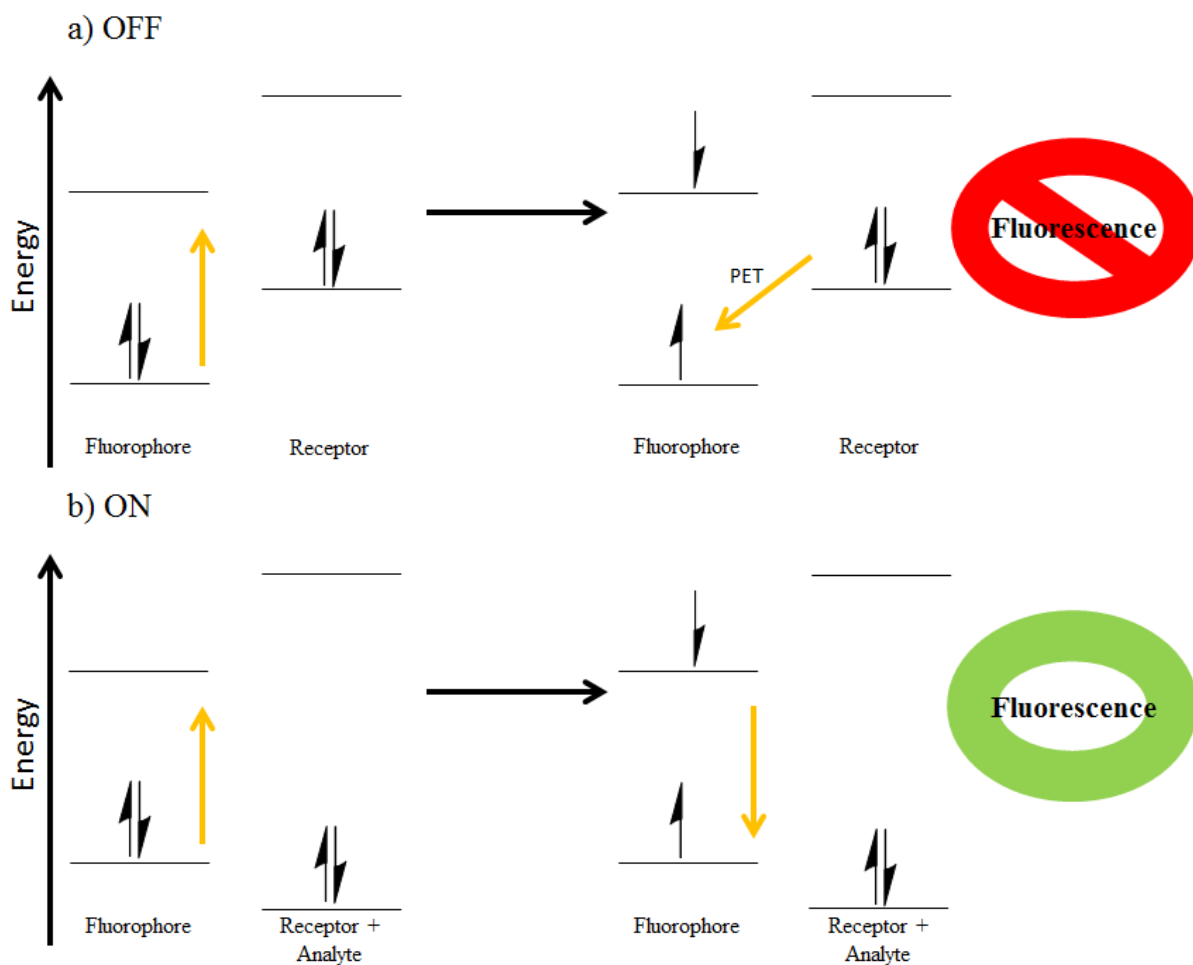 a) OFF
Energy
PET
Fluorescence
Fluorophore
Receptor
Fluorophore
Receptor
b) ON
Energy
Fluorescence
Fluorophore
Receptor +
Analyte
Fluorophore
Receptor +
Analyte